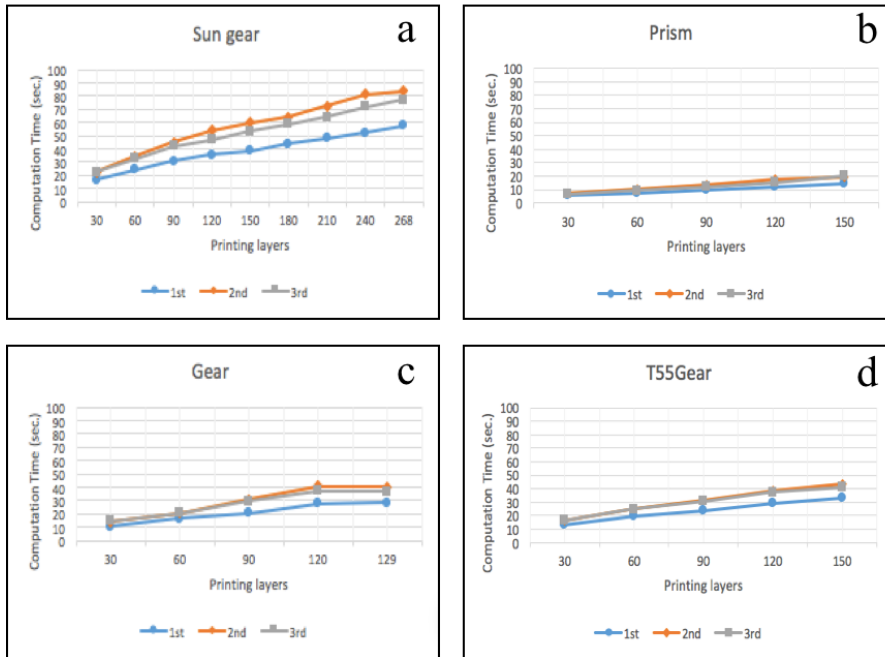 Sun gear
a
Computation Time (sec.)
100
90
80
70
60
50
40
30
20
10
0
30 60 90 120 150 180 210 240 268
Printing layers
1st 2nd 3rd
Prism
b
Computation Time (sec.)
100
90
80
70
60
50
40
30
20
10
0
30 60 90 120 150
Printing layers
1st 2nd 3rd
Gear
c
Computation Time (sec.)
100
90
80
70
60
50
40
30
20
10
0
30 60 90 120 129
Printing layers
1st 2nd 3rd
T55Gear
d
Computation Time (sec.)
100
90
80
70
60
50
40
30
20
10
0
30 60 90 120 150
Printing layers
1st 2nd 3rd